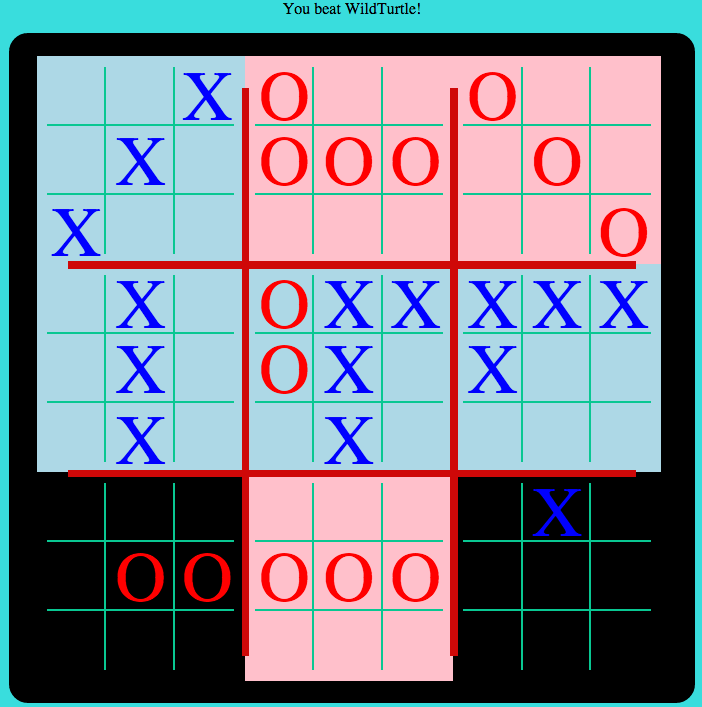 You beat WildTurtle!
X O O
X O O O O
X O
X O X X X X X
X O X X
X X
X
O O O O O